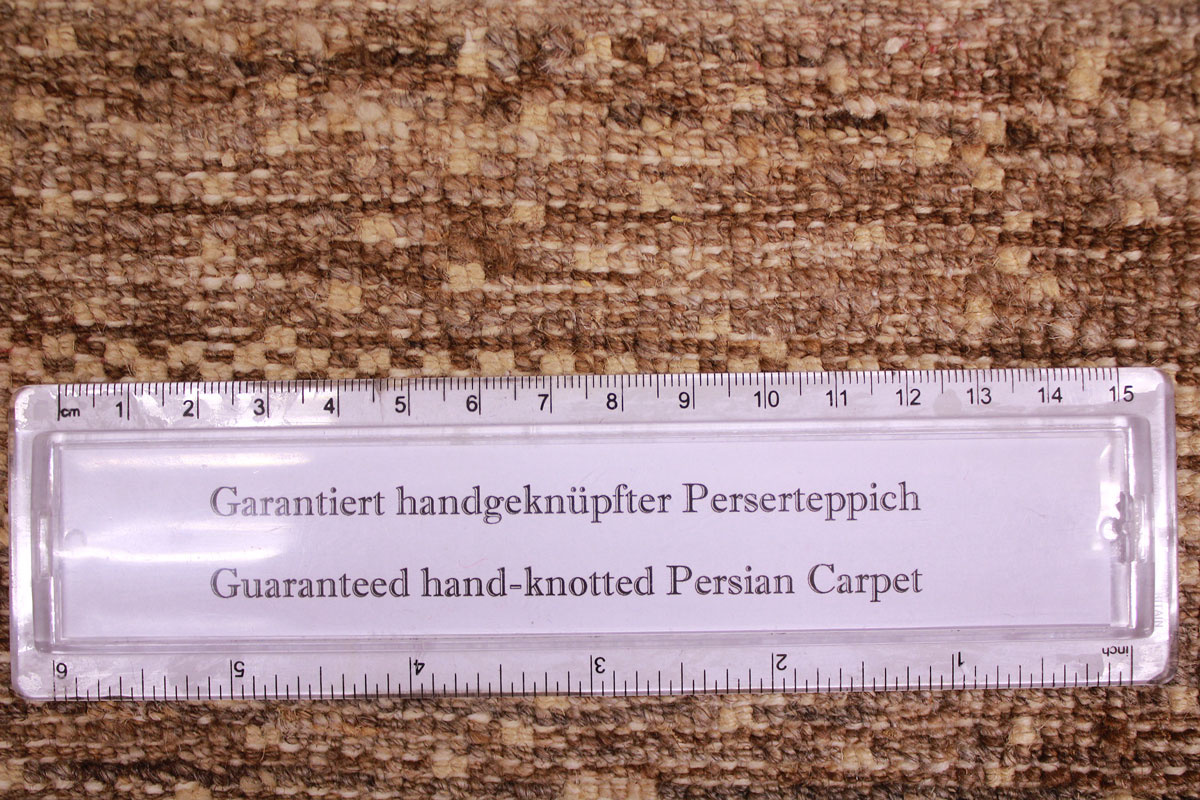 cm 1 2 3 4 5 6 7 8 9 10 11 12 13 14 15
Garantiert handgeknüpfter Perserteppich
Guaranteed hand-knotted Persian Carpet
6 5 4 3 2 1 inch